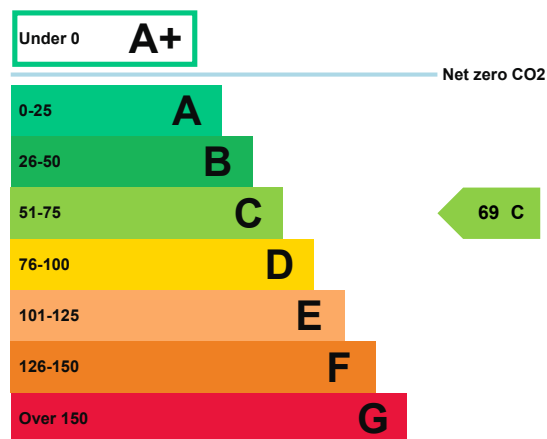 Under 0 A+
Net zero CO2
0-25 A
26-50 B
51-75 C
69 C
76-100 D
101-125 E
126-150 F
Over 150 G